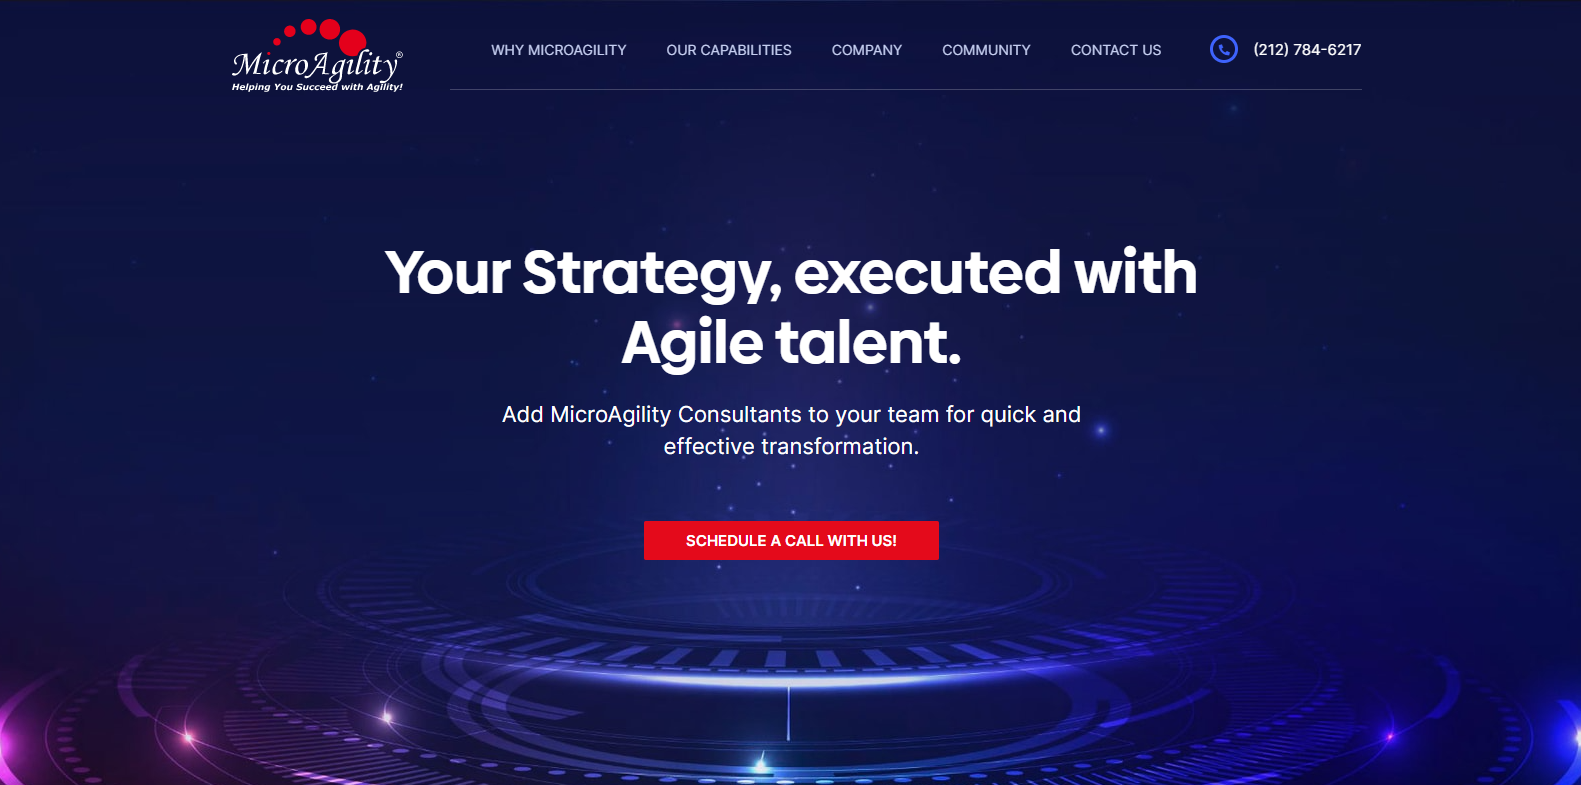 MicroAgility®
Helping You Succeed with Agility!
WHY MICROAGILITY
OUR CAPABILITIES
COMPANY
COMMUNITY
CONTACT US
(212) 784-6217
Your Strategy, executed with
Agile talent.
Add MicroAgility Consultants to your team for quick and
effective transformation.
SCHEDULE A CALL WITH US!